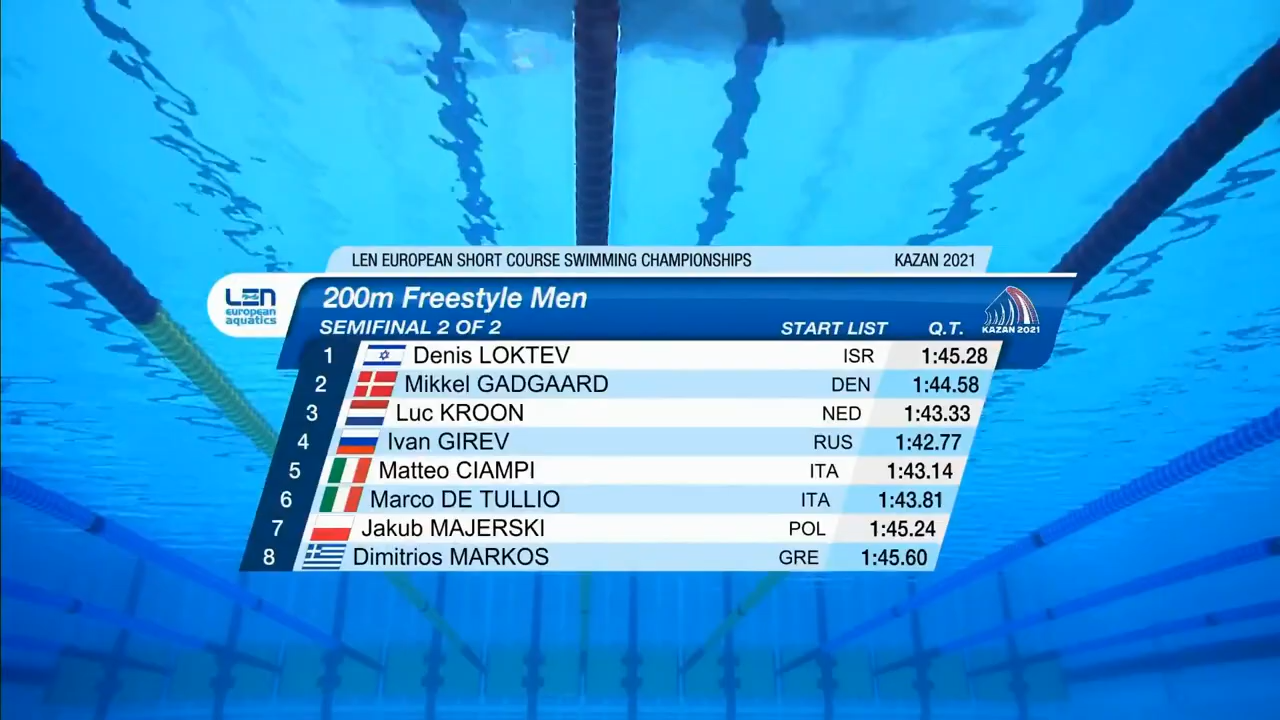 LEN EUROPEAN SHORT COURSE SWIMMING CHAMPIONSHIPS KAZAN 2021
LEN
european
aquatics
200m Freestyle Men
SEMIFINAL 2 OF 2 START LIST Q.T.
KAZAN 2021
1 Denis LOKTEV ISR 1:45.28
2 Mikkel GADGAARD DEN 1:44.58
3 Luc KROON NED 1:43.33
4 Ivan GIREV RUS 1:42.77
5 Matteo CIAMPI ITA 1:43.14
6 Marco DE TULLIO ITA 1:43.81
7 Jakub MAJERSKI POL 1:45.24
8 Dimitrios MARKOS GRE 1:45.60